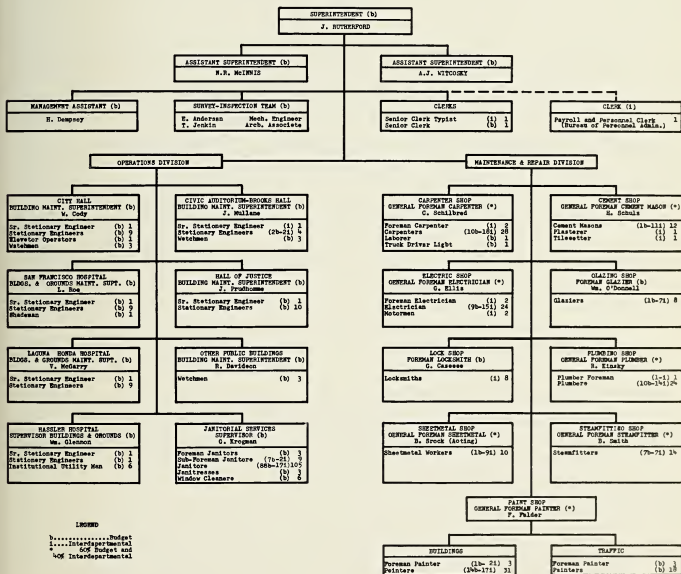 SUPERINTENDENT (b)
J. RUTHERFORD
ASSISTANT SUPERINTENDENT (b)
N.R. McINNIS
ASSISTANT SUPERINTENDENT (b)
A.J. WITCOSKY
MANAGEMENT ASSISTANT (b)
H. Dempsey
SURVEY-INSPECTION TEAM (b)
E. Andersen Mech. Engineer
T. Jenkin Arch. Associate
CLERKS
Senior Clerk Typist (i) 1
Senior Clerk (b) 1
CLERK (i)
Payroll and Personnel Clerk 1
(Bureau of Personnel Admin.)
OPERATIONS DIVISION
MAINTENANCE & REPAIR DIVISION
CITY HALL
BUILDING MAINT. SUPERINTENDENT (b)
W. Cody
Sr. Stationary Engineer (b) 1
Stationary Engineers (b) 9
Elevator Operators (b) 1
Watchmen (b) 3
CIVIC AUDITORIUM-BROOKS HALL
BUILDING MAINT. SUPERINTENDENT (b)
J. Mullane
Sr. Stationary Engineer (i) 1
Stationary Engineers (2b-2i) 4
Watchmen (b) 3
CARPENTER SHOP
GENERAL FOREMAN CARPENTER (*)
C. Schilbred
Foreman Carpenter (i) 2
Carpenters (10b-18i) 28
Laborer (b) 1
Truck Driver Light (b) 1
CEMENT SHOP
GENERAL FOREMAN CEMENT MASON (*)
H. Schulz
Cement Masons (1b-11i) 12
Plasterer (i) 1
Tilesetter (i) 1
SAN FRANCISCO HOSPITAL
BLDGS. & GROUNDS MAINT. SUPT. (b)
L. Roe
Sr. Stationary Engineer (b) 1
Stationary Engineers (b) 9
Shademan (b) 1
HALL OF JUSTICE
BUILDING MAINT. SUPERINTENDENT (b)
J. Prudhomme
Sr. Stationary Engineer (b) 1
Stationary Engineers (b) 10
ELECTRIC SHOP
GENERAL FOREMAN ELECTRICIAN (*)
G. Ellis
Foreman Electrician (i) 2
Electrician (9b-15i) 24
Motormen (i) 2
GLAZING SHOP
FOREMAN GLAZIER (b)
Wm. O'Donnell
Glaziers (1b-7i) 8
LAGUNA HONDA HOSPITAL
BLDGS. & GROUNDS MAINT. SUPT. (b)
V. McGarry
Sr. Stationary Engineer (b) 1
Stationary Engineers (b) 9
OTHER PUBLIC BUILDINGS
BUILDING MAINT. SUPERINTENDENT (b)
R. Davidson
Watchmen (b) 3
LOCK SHOP
FOREMAN LOCKSMITH (b)
G. Casesse
Locksmiths (i) 8
PLUMBING SHOP
GENERAL FOREMAN PLUMBER (*)
R. Kinsky
Plumber Foreman (1-i) 1
Plumbers (10b-14i)24
HASSLER HOSPITAL
SUPERVISOR BUILDINGS & GROUNDS (b)
Wm. Glennon
Sr. Stationary Engineer (b) 1
Stationary Engineers (b) 1
Institutional Utility Man (b) 6
JANITORIAL SERVICES
SUPERVISOR (b)
G. Krogman
Foreman Janitors (b) 3
Sub-Foreman Janitors (7b-2i) 9
Janitors (88b-17i)105
Janitresses (b) 3
Window Cleaners (b) 6
SHEETMETAL SHOP
GENERAL FOREMAN SHEETMETAL (*)
B. Srock (Acting)
Sheetmetal Workers (1b-9i) 10
STEAMFITTING SHOP
GENERAL FOREMAN STEAMFITTER (*)
B. Smith
Steamfitters (7b-7i) 14
PAINT SHOP
GENERAL FOREMAN PAINTER (*)
F. Felder
LEGEND
b..............Budget
i....Interdepartmental
* 60% Budget and
40% Interdepartmental
BUILDINGS
Foreman Painter (1b- 2i) 3
Painters (14b-17i) 31
TRAFFIC
Foreman Painter (b) 1
Painters (b) 18